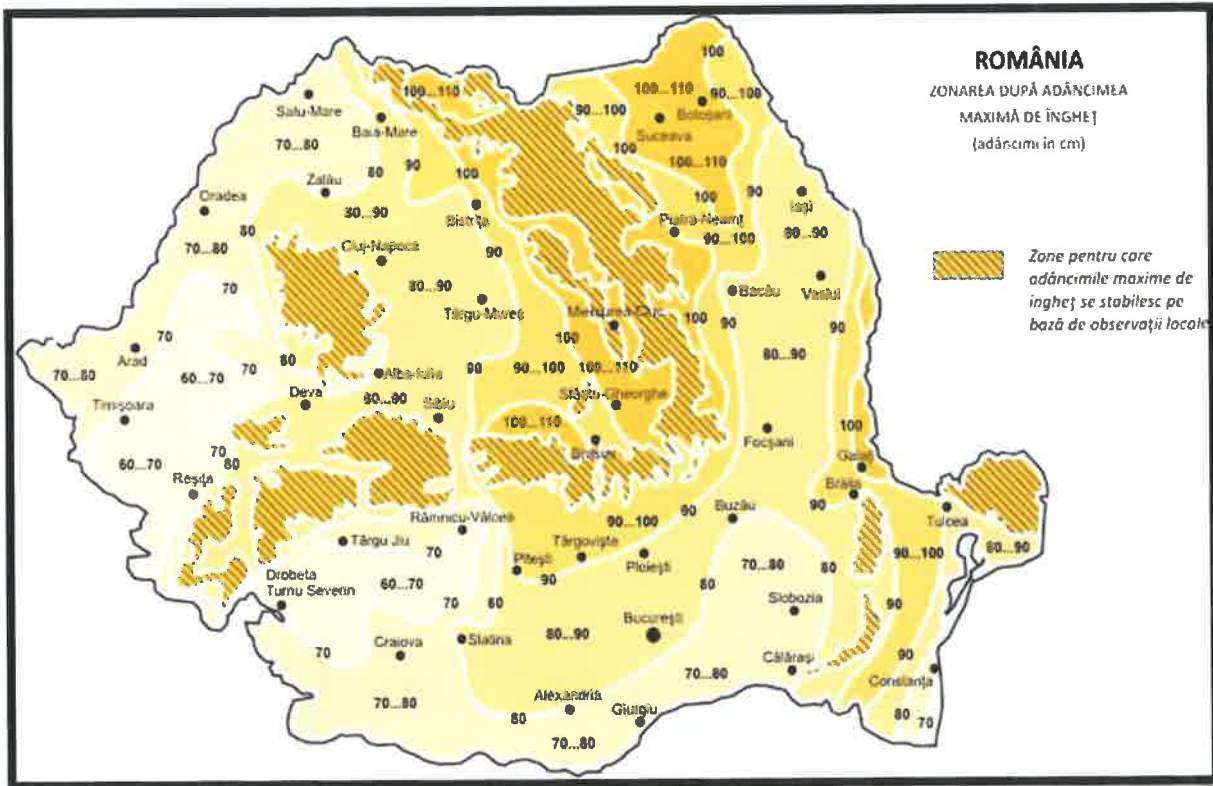 ROMÂNIA
ZONAREA DUPĂ ADÂNCIMEA
MAXIMĂ DE ÎNGHEȚ
(adâncimi în cm)
Zone pentru care
adâncimile maxime de
îngheț se stabilesc pe
bază de observații locale
100
100...110
100...110
90...100
90...100
Satu-Mare
Baia-Mare
Botoșani
Suceava
70...80
90
80
100
100
100...110
Zalău
90
Iași
Oradea
80...90
Bistrița
100
Piatra-Neamț
80
70...80
90
90...100
80...90
Cluj-Napoca
70
80...90
Bacău
Vaslui
Târgu-Mureș
Miercurea-Ciuc
100
90
90
70
100
Arad
80
70
90
90...100
100...110
80...90
70...80
60...70
Alba-Iulia
Deva
80...90
Sfântu-Gheorghe
Timișoara
Sibiu
100...110
Focșani
100
Brașov
70
60...70
80
Galați
Reșița
Brăila
90
Buzău
90
Râmnicu-Vâlcea
90...100
Tulcea
Târgu Jiu
70
Târgoviște
90...100
80...90
Pitești
Ploiești
70...80
80
Drobeta
Turnu Severin
60...70
90
80
70
80
Slobozia
90
București
80...90
Craiova
Slatina
70
Călărași
90
70...80
Constanța
70...80
Alexandria
80
Giurgiu
80
70
70...80